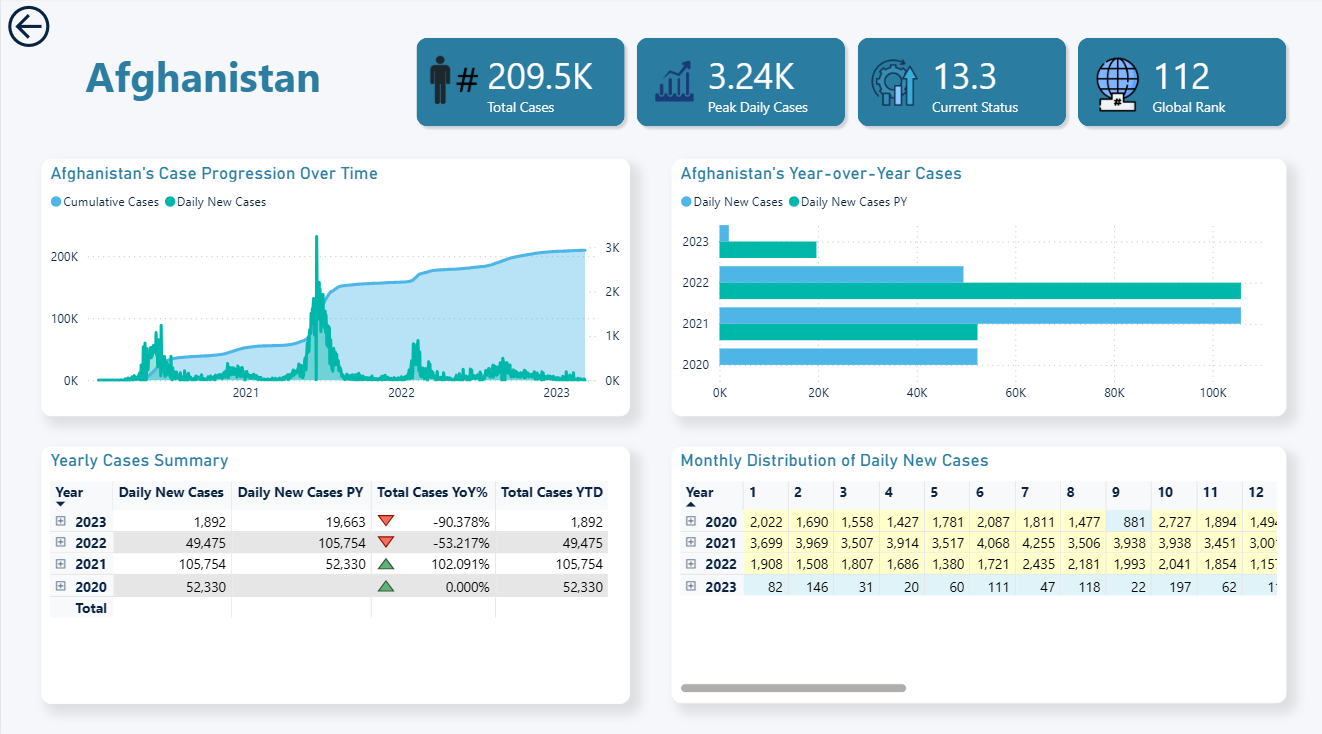 Afghanistan
# 209.5K
Total Cases
3.24K
Peak Daily Cases
13.3
Current Status
#
112
Global Rank
Afghanistan's Case Progression Over Time
Cumulative Cases Daily New Cases
200K
100K
0K
3K
2K
1K
0K
2021 2022 2023
Afghanistan's Year-over-Year Cases
Daily New Cases Daily New Cases PY
2023
2022
2021
2020
0K 20K 40K 60K 80K 100K
Yearly Cases Summary
Year Daily New Cases Daily New Cases PY Total Cases YoY% Total Cases YTD
2023 1,892 19,663 -90.378% 1,892
2022 49,475 105,754 -53.217% 49,475
2021 105,754 52,330 102.091% 105,754
2020 52,330 0.000% 52,330
Total
Monthly Distribution of Daily New Cases
Year 1 2 3 4 5 6 7 8 9 10 11 12
2020 2,022 1,690 1,558 1,427 1,781 2,087 1,811 1,477 881 2,727 1,894
2021 3,699 3,969 3,507 3,914 3,517 4,068 4,255 3,506 3,938 3,938 3,451
2022 1,908 1,508 1,807 1,686 1,380 1,721 2,435 2,181 1,993 2,041 1,854
2023 82 146 31 20 60 111 47 118 22 197 62